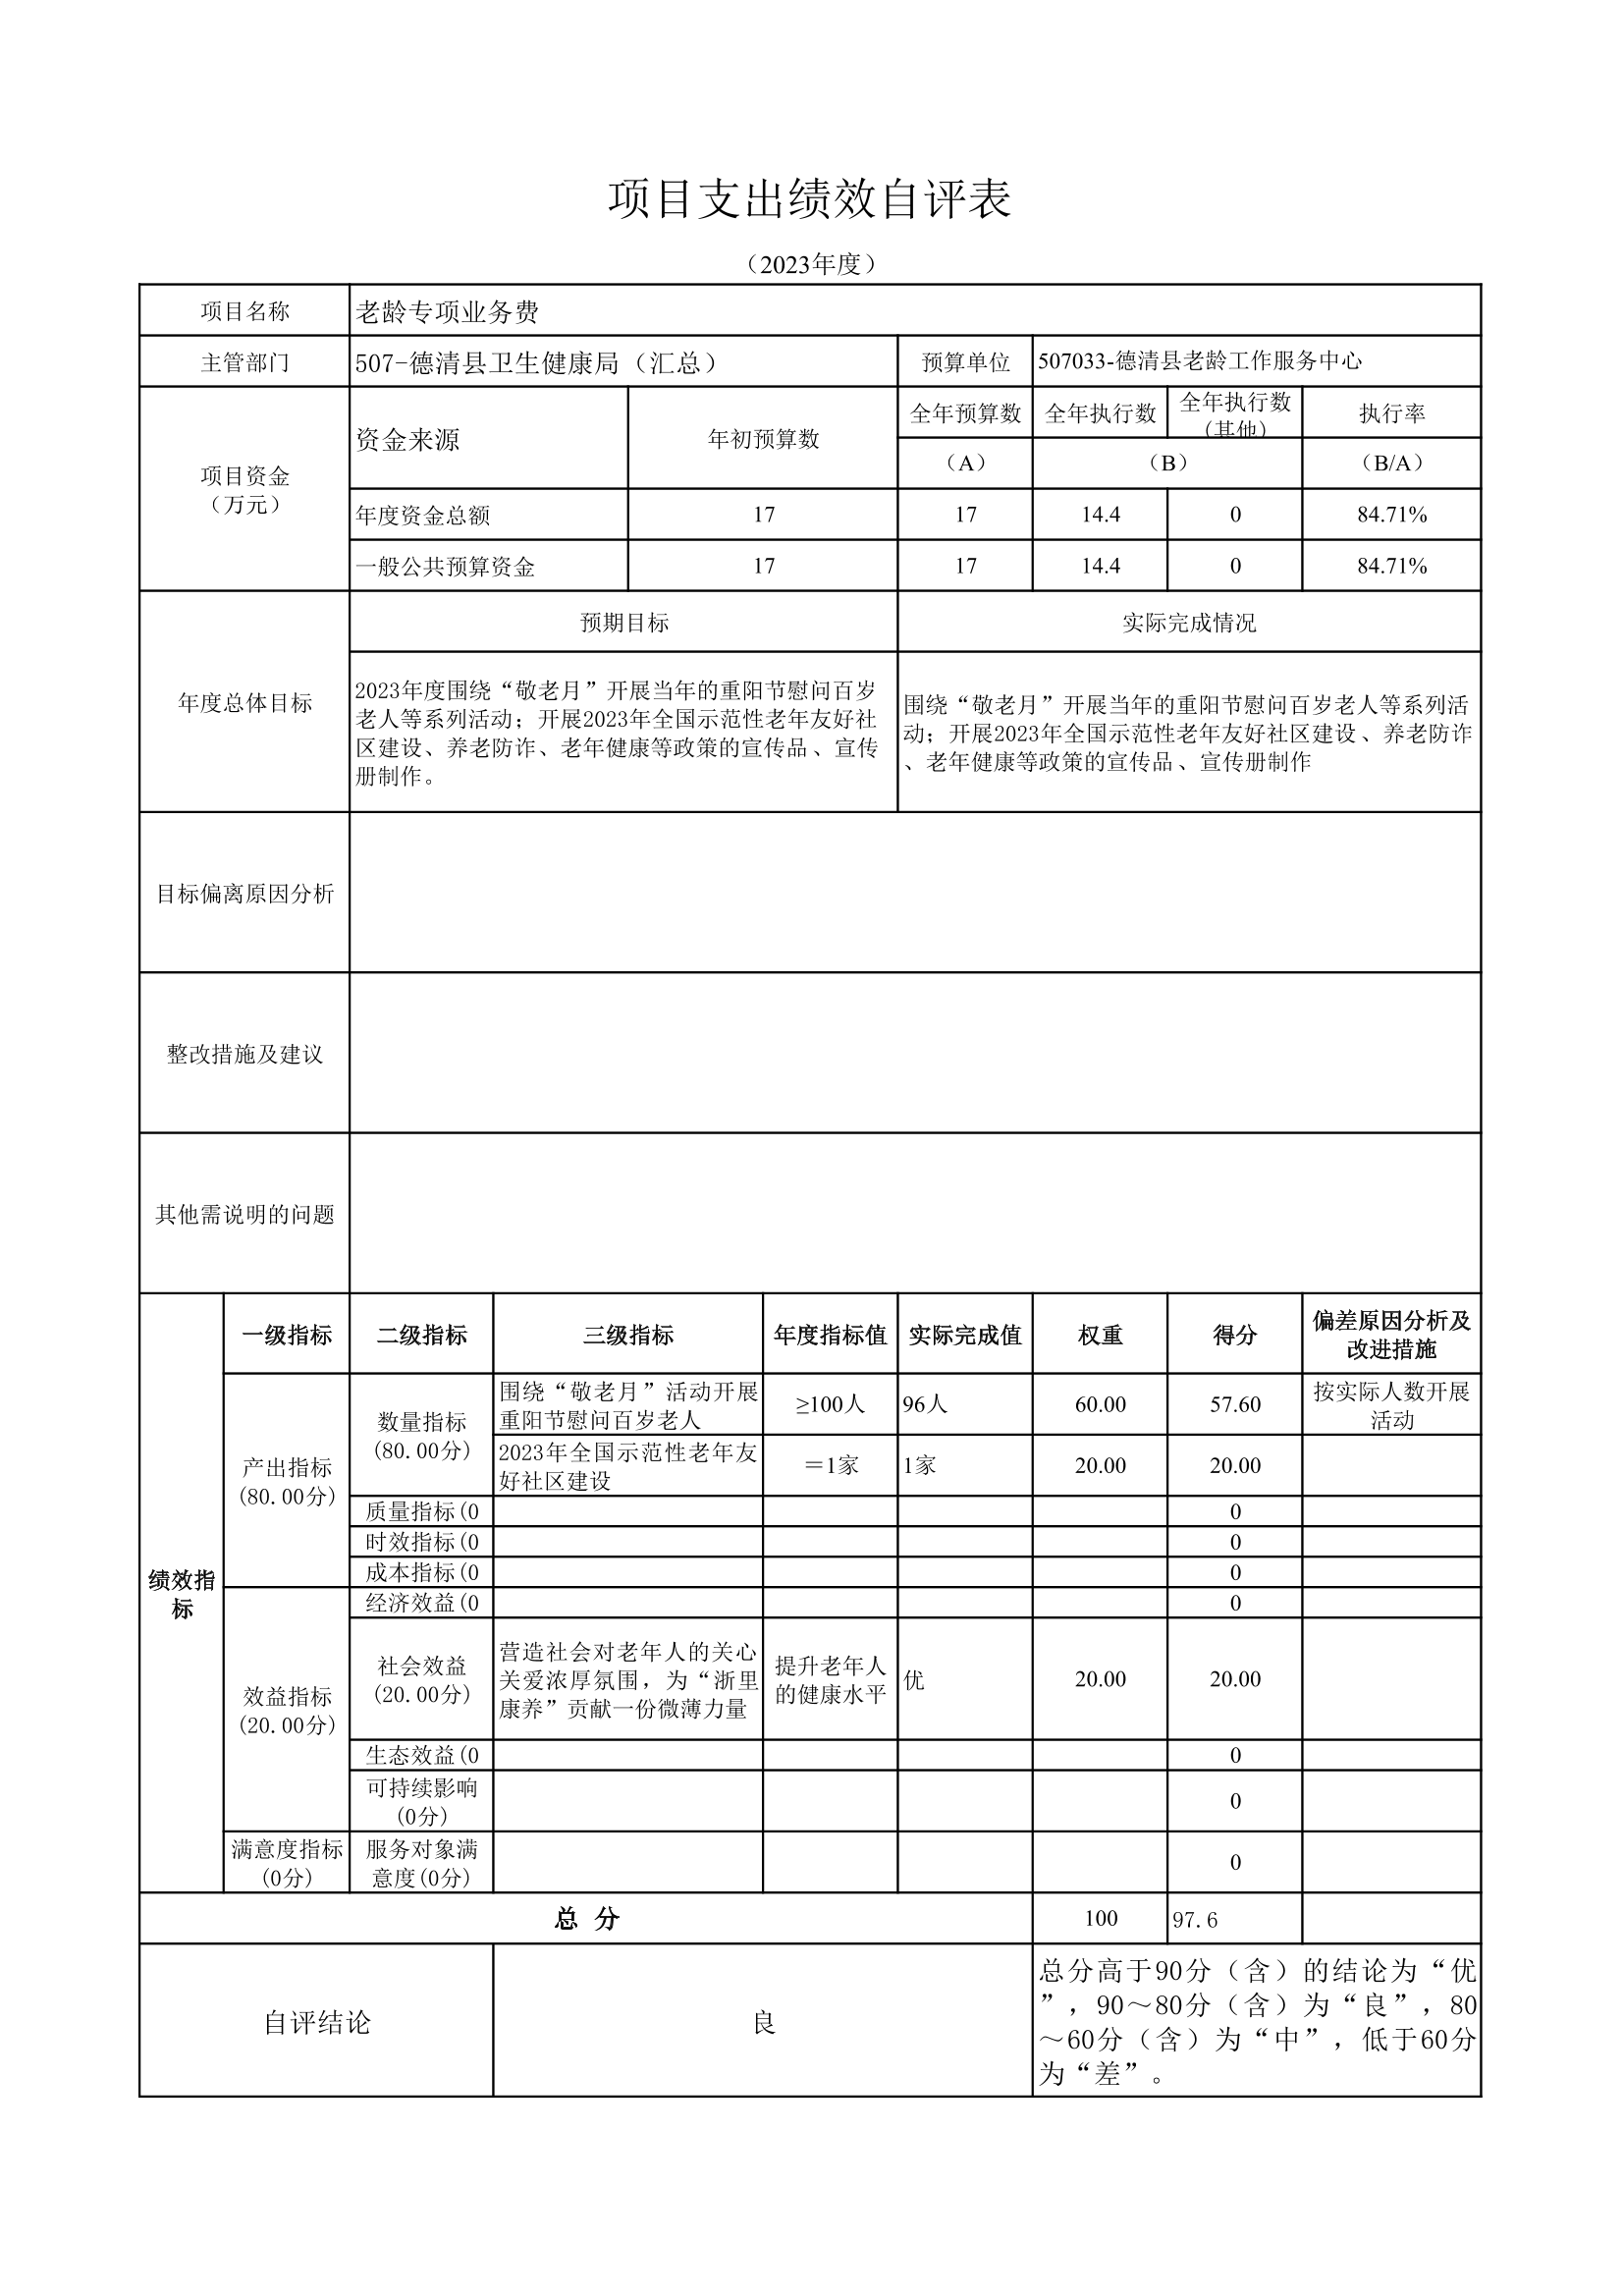 项目支出绩效自评表
（2023年度）
项目名称
老龄专项业务费
主管部门
507-德清县卫生健康局（汇总）
预算单位
507033-德清县老龄工作服务中心
项目资金
（万元）
资金来源
年初预算数
全年预算数
全年执行数
全年执行数
(其他)
执行率
（A）
（B）
（B/A）
年度资金总额
17
17
14.4
0
84.71%
一般公共预算资金
17
17
14.4
0
84.71%
年度总体目标
预期目标
实际完成情况
2023年度围绕“敬老月”开展当年的重阳节慰问百岁
老人等系列活动；开展2023年全国示范性老年友好社
区建设、养老防诈、老年健康等政策的宣传品、宣传
册制作。
围绕“敬老月”开展当年的重阳节慰问百岁老人等系列活
动；开展2023年全国示范性老年友好社区建设、养老防诈
、老年健康等政策的宣传品、宣传册制作
目标偏离原因分析
整改措施及建议
其他需说明的问题
绩效指
标
一级指标
二级指标
三级指标
年度指标值
实际完成值
权重
得分
偏差原因分析及
改进措施
产出指标
(80.00分)
数量指标
(80.00分)
围绕“敬老月”活动开展
重阳节慰问百岁老人
≥100人
96人
60.00
57.60
按实际人数开展
活动
2023年全国示范性老年友
好社区建设
＝1家
1家
20.00
20.00
质量指标(0
0
时效指标(0
0
成本指标(0
0
效益指标
(20.00分)
经济效益(0
0
社会效益
(20.00分)
营造社会对老年人的关心
关爱浓厚氛围，为“浙里
康养”贡献一份微薄力量
提升老年人
的健康水平
优
20.00
20.00
生态效益(0
0
可持续影响
(0分)
0
满意度指标
(0分)
服务对象满
意度(0分)
0
总 分
100
97.6
自评结论
良
总分高于90分（含）的结论为“优
”，90～80分（含）为“良”，80
～60分（含）为“中”，低于60分
为“差”。